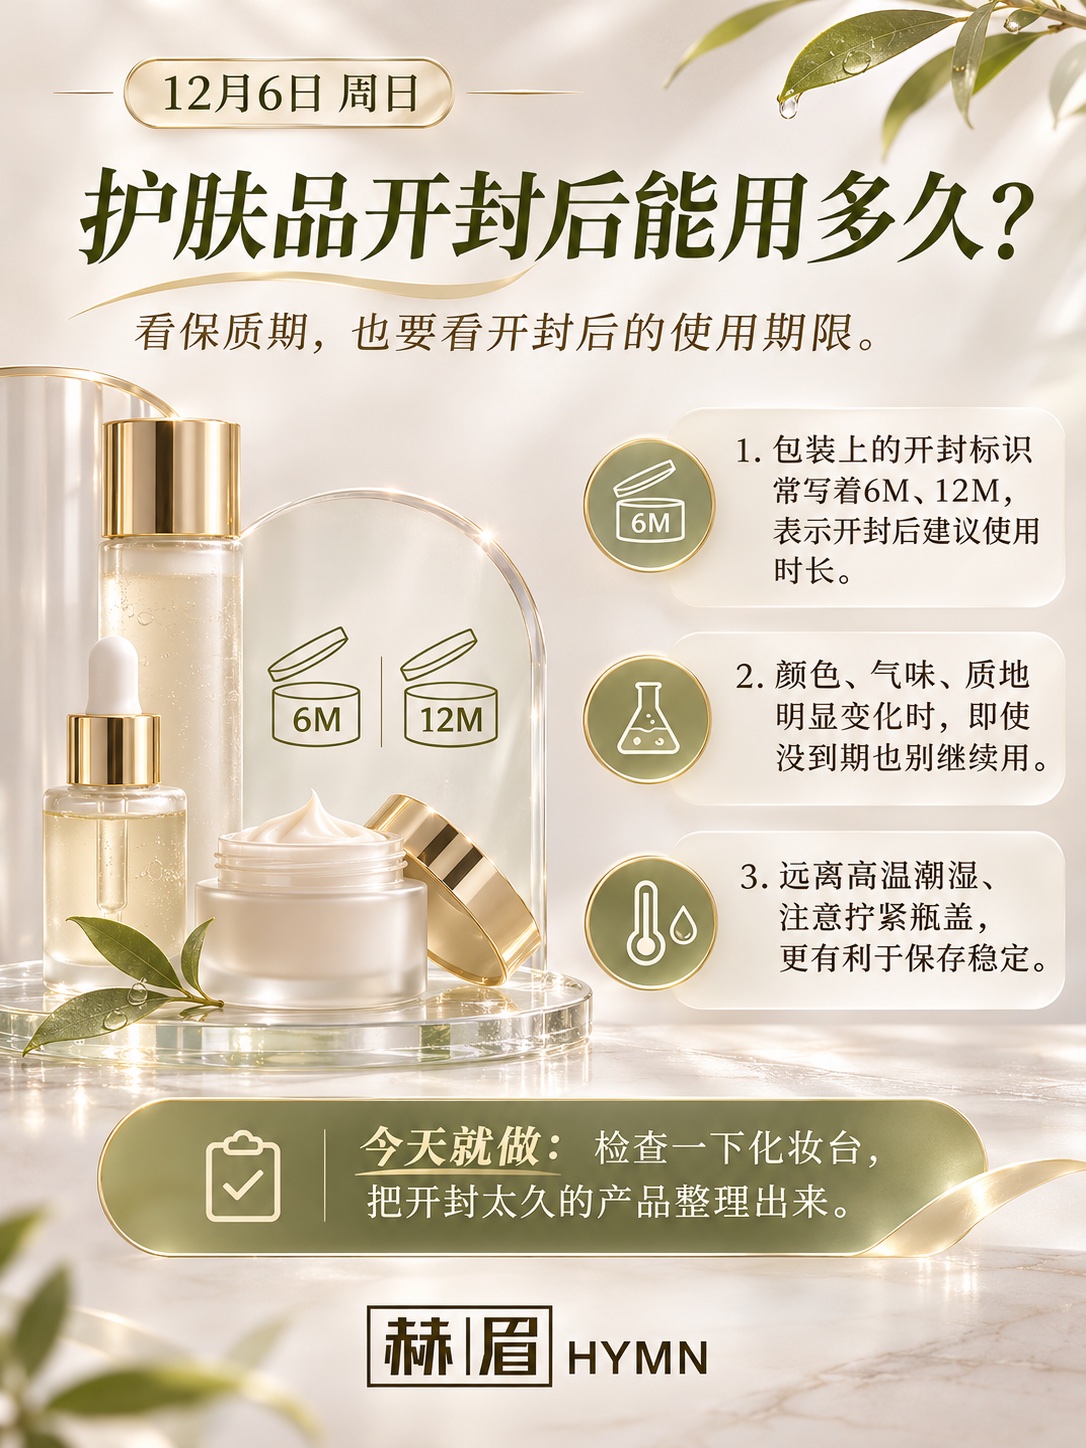 12月6日 周日
护肤品开封后能用多久?
看保质期，也要看开封后的使用期限。
6M
12M
6M
1. 包装上的开封标识
常写着6M、12M，
表示开封后建议使用
时长。
2. 颜色、气味、质地
明显变化时，即使
没到期也别继续用。
3. 远离高温潮湿、
注意拧紧瓶盖，
更有利于保存稳定。
今天就做：检查一下化妆台，
把开封太久的产品整理出来。
赫|眉 HYMN